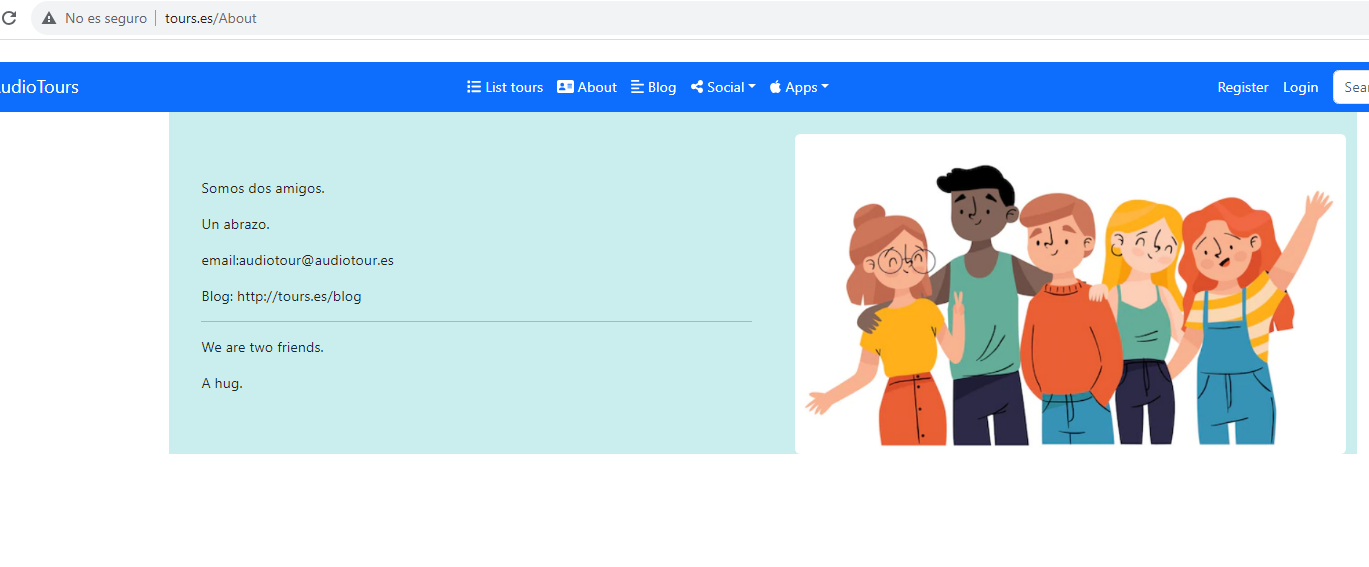 No es seguro | tours.es/About
udioTours
List tours
About
Blog
Social
Apps
Register
Login
Sear
Somos dos amigos.
Un abrazo.
email:audiotour@audiotour.es
Blog: http://tours.es/blog
We are two friends.
A hug.